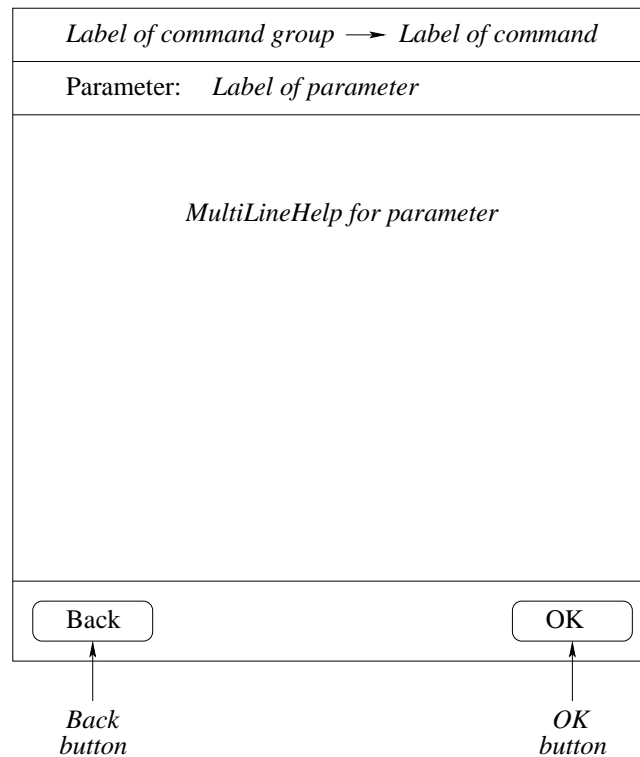 Label of command group → Label of command
Parameter: Label of parameter
MultiLineHelp for parameter
Back OK
Back
button
OK
button